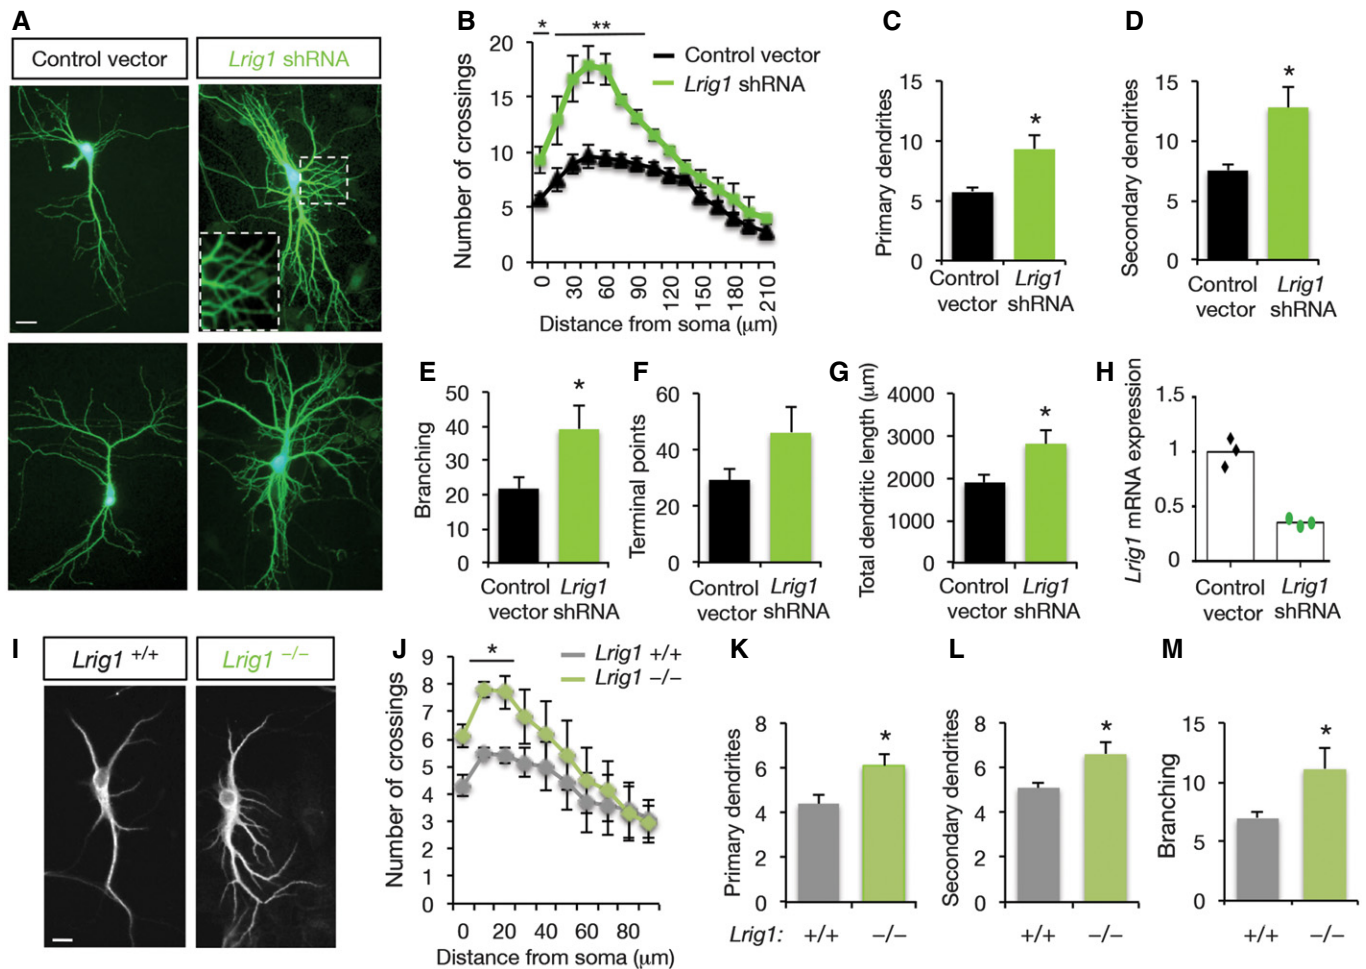 A
Control vector
Lrig1 shRNA
B
* **
Number of crossings
20
15
10
5
0
Control vector
Lrig1 shRNA
0 30 60 90 120 150 180 210
Distance from soma (μm)
C
Primary dendrites
15
10
5
0
*
Control vector
Lrig1 shRNA
D
Secondary dendrites
15
10
5
0
*
Control vector
Lrig1 shRNA
E
Branching
50
40
30
20
10
0
*
Control vector
Lrig1 shRNA
F
Terminal points
60
40
20
0
Control vector
Lrig1 shRNA
G
Total dendritic length (μm)
4000
3000
2000
1000
0
*
Control vector
Lrig1 shRNA
H
Lrig1 mRNA expression
1.5
1
0.5
0
Control vector
Lrig1 shRNA
I
Lrig1 +/+
Lrig1 −/−
J
*
Number of crossings
9
8
7
6
5
4
3
2
1
0
Lrig1 +/+
Lrig1 −/−
0 20 40 60 80
Distance from soma (μm)
K
Primary dendrites
8
6
4
2
0
*
Lrig1: +/+ −/−
L
Secondary dendrites
8
6
4
2
0
*
+/+ −/−
M
Branching
15
10
5
0
*
+/+ −/−